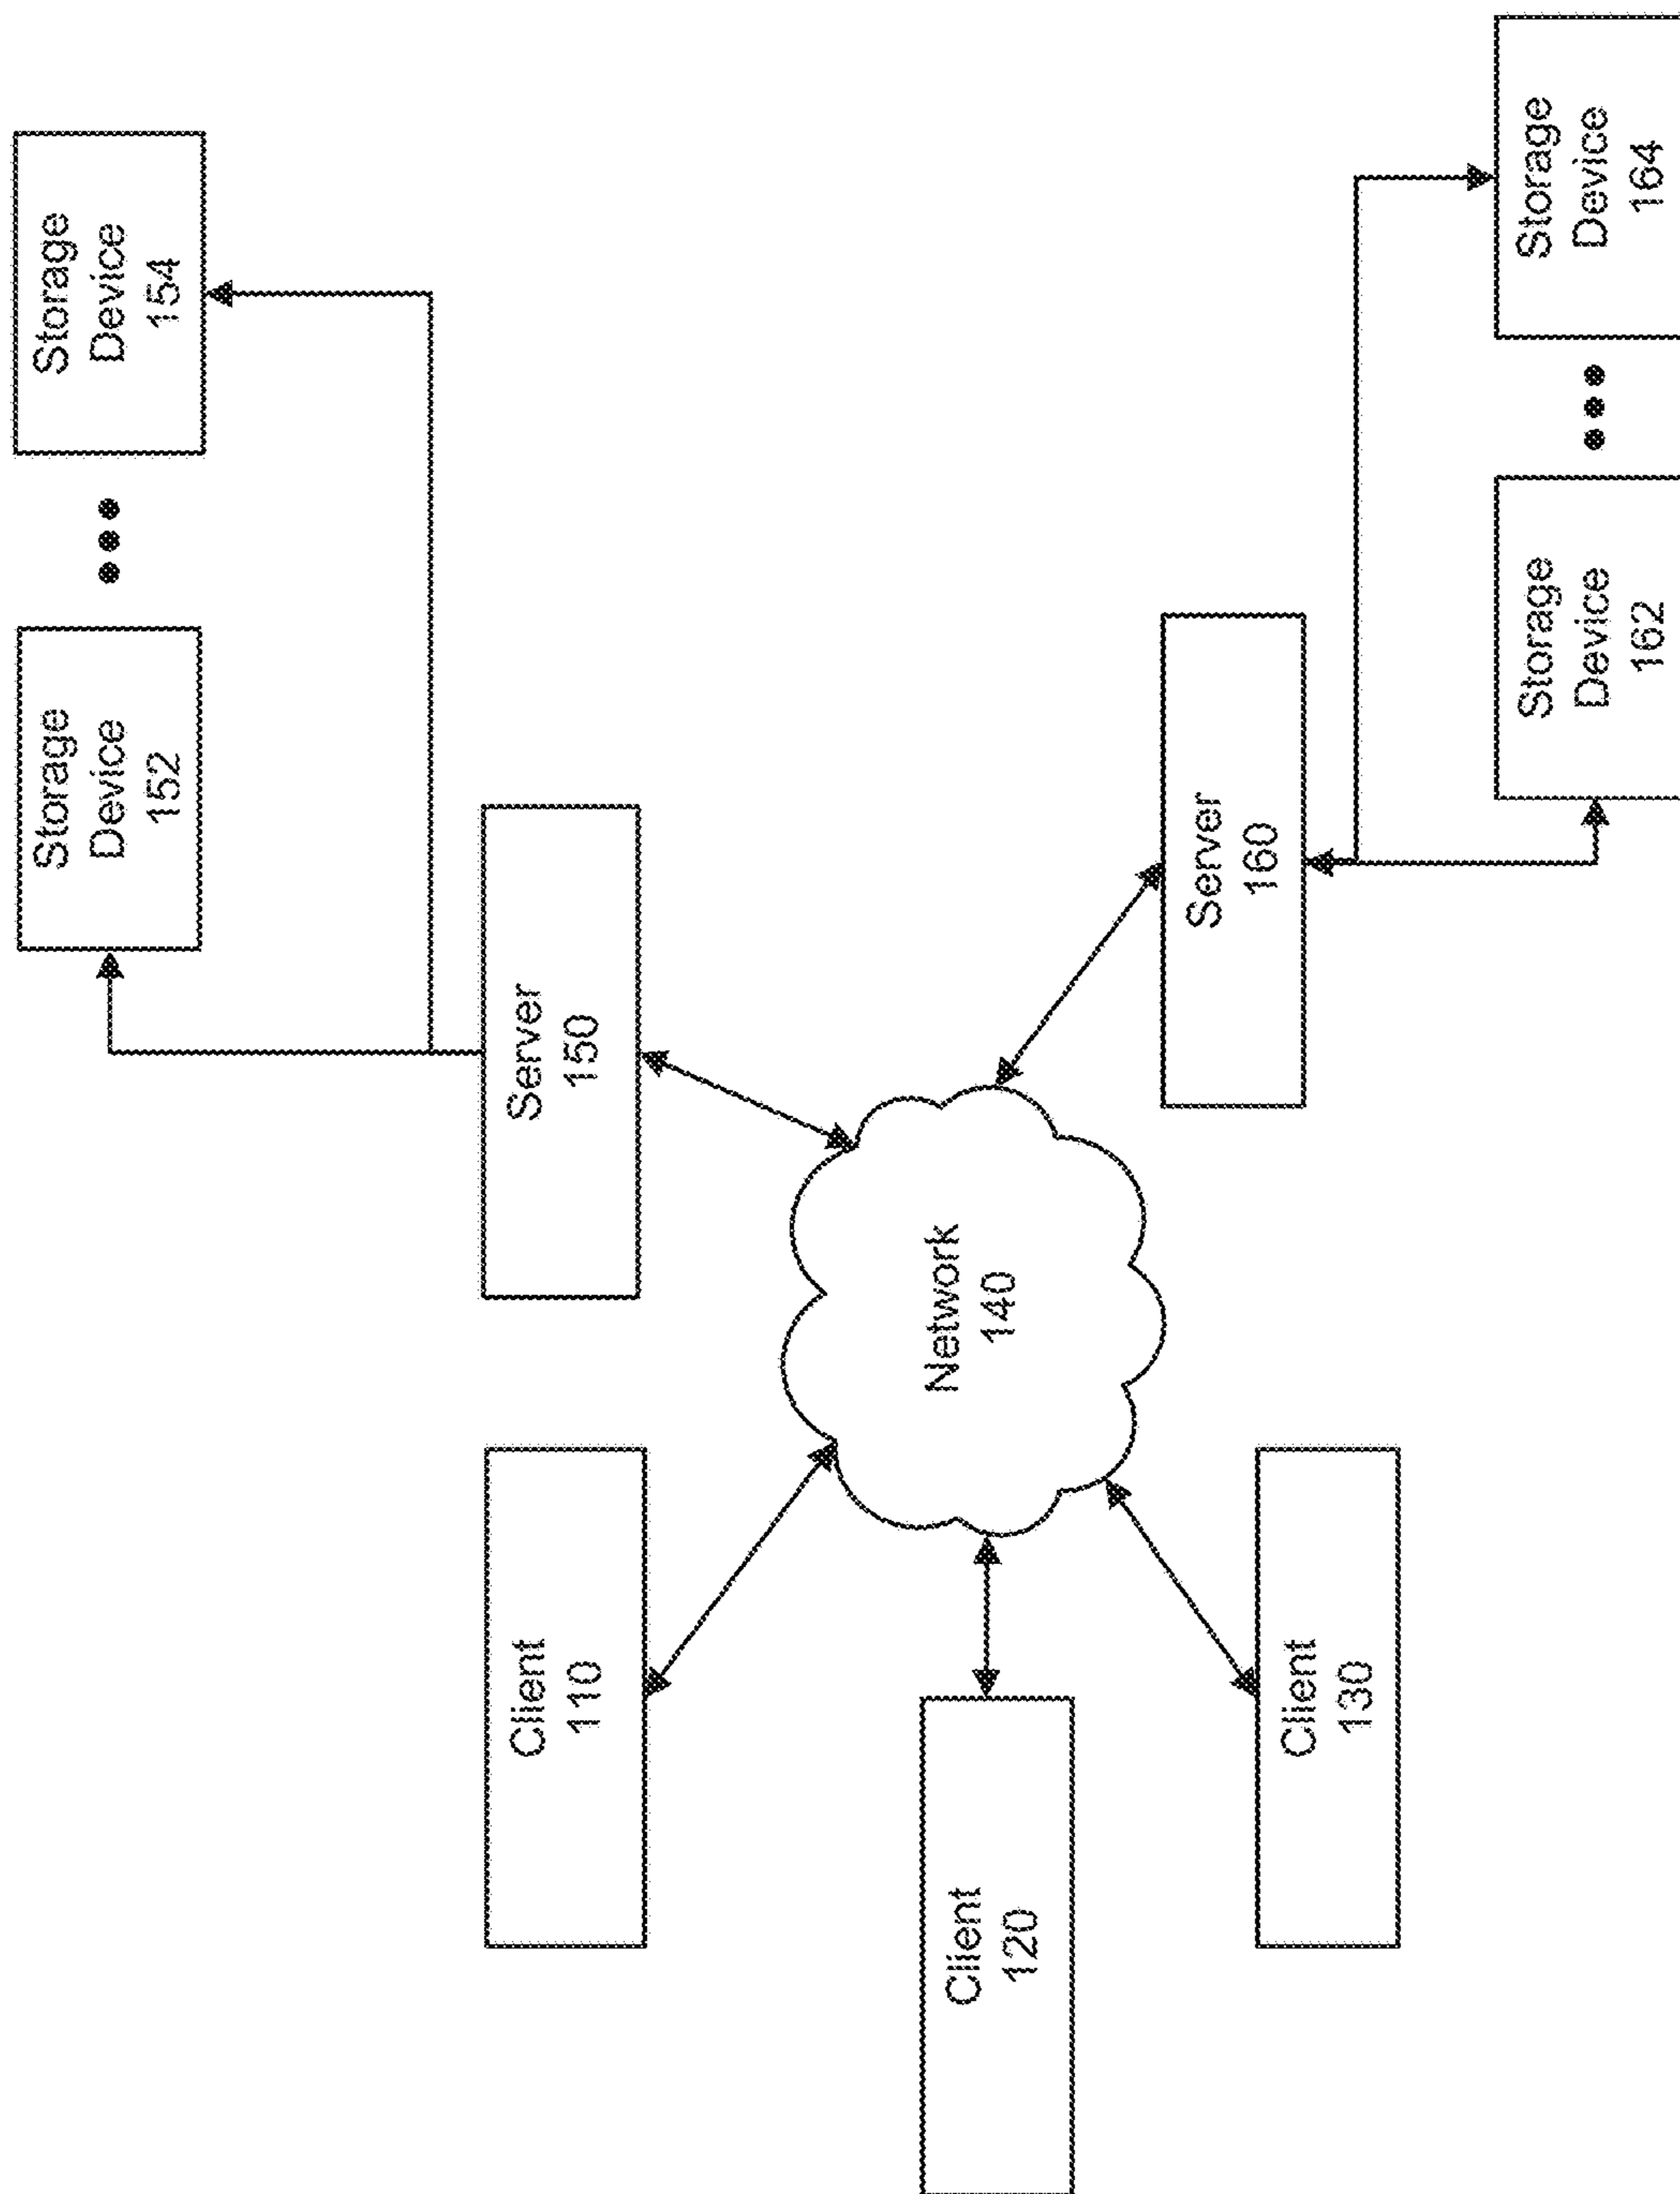 Storage
Device
152
Storage
Device
154
Server
150
Client
110
Network
140
Client
120
Server
160
Client
130
Storage
Device
162
Storage
Device
164